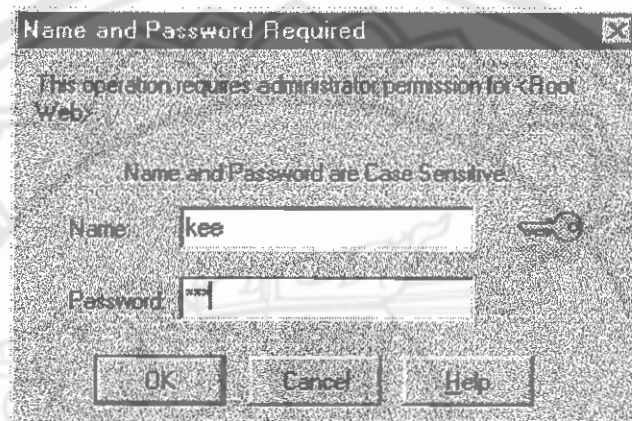 Name and Password Required
This operation requires administrator permission for <Root
Web>
Name and Password are Case Sensitive
Name:
kee
Password:
***
OK
Cancel
Help